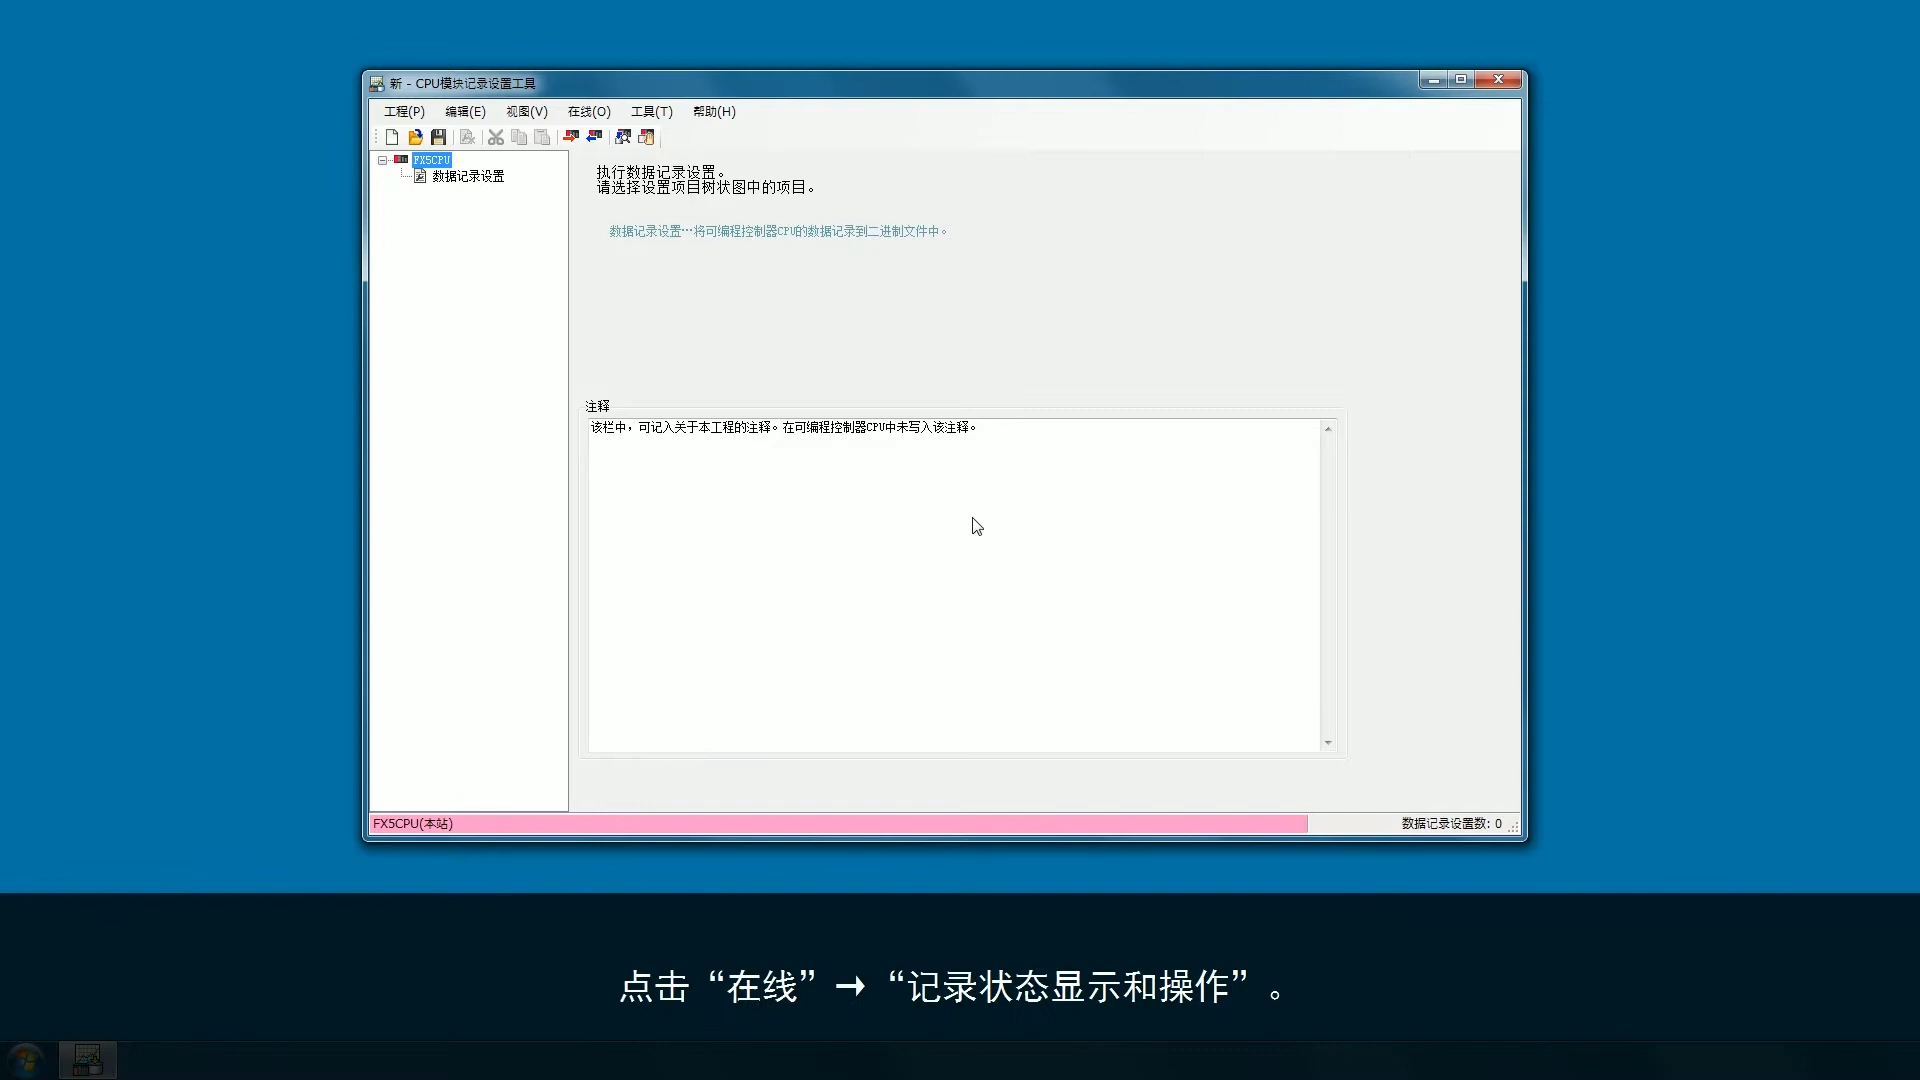 新 - CPU模块记录设置工具
工程(P) 编辑(E) 视图(V) 在线(O) 工具(T) 帮助(H)
FX5CPU
数据记录设置
执行数据记录设置。
请选择设置项目树状图中的项目。
数据记录设置…将可编程控制器CPU的数据记录到二进制文件中。
注释
该栏中，可记入关于本工程的注释。在可编程控制器CPU中未写入该注释。
FX5CPU(本站) 数据记录设置数: 0
点击“在线”→“记录状态显示和操作”。